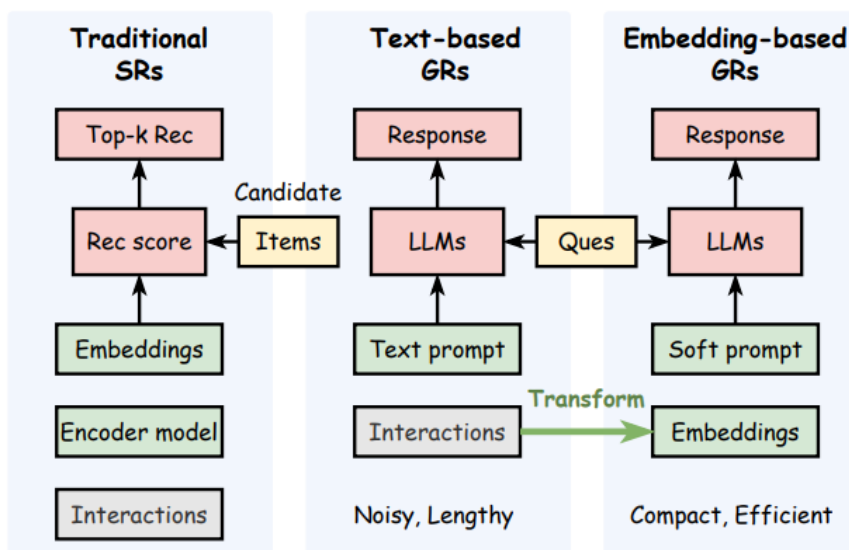 Traditional
SRs
Top-k Rec
Candidate
Rec score
Items
Embeddings
Encoder model
Interactions
Text-based
GRs
Response
LLMs
Ques
Text prompt
Interactions
Transform
Noisy, Lengthy
Embedding-based
GRs
Response
LLMs
Soft prompt
Embeddings
Compact, Efficient